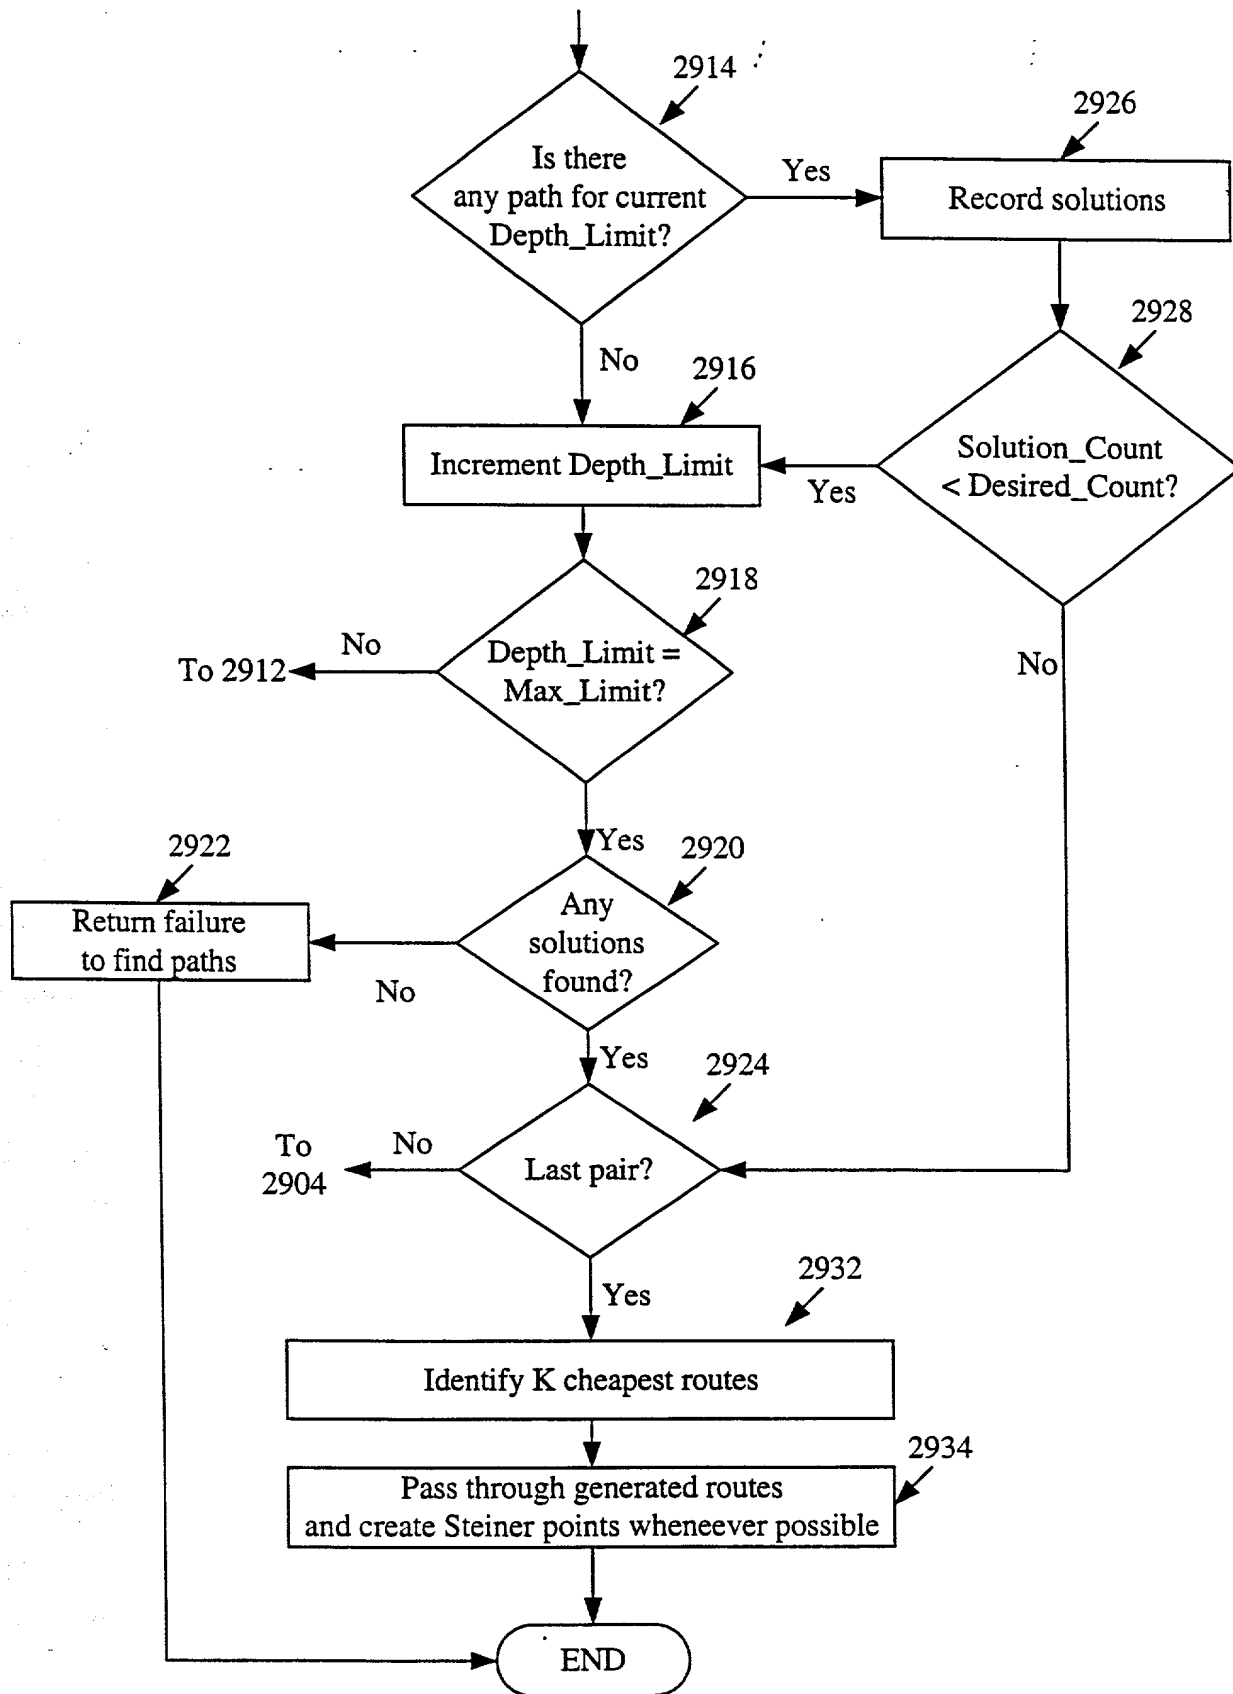 2914
Is there
any path for current
Depth_Limit?
Yes
2926
Record solutions
No
2928
Solution_Count
< Desired_Count?
Yes
No
2916
Increment Depth_Limit
2918
Depth_Limit =
Max_Limit?
No
To 2912
Yes
2920
Any
solutions
found?
No
2922
Return failure
to find paths
Yes
2924
Last pair?
No
To
2904
Yes
2932
Identify K cheapest routes
2934
Pass through generated routes
and create Steiner points wheneever possible
END